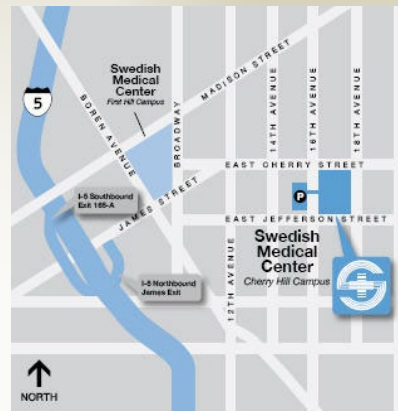 Swedish
Medical
Center
First Hill Campus
MADISON STREET
5
BOREN AVENUE
BROADWAY
14TH AVENUE
16TH AVENUE
18TH AVENUE
EAST CHERRY STREET
I-5 Southbound
Exit 165-A
JAMES STREET
P
EAST JEFFERSON STREET
Swedish
Medical
Center
Cherry Hill Campus
12TH AVENUE
I-5 Northbound
James Exit
NORTH